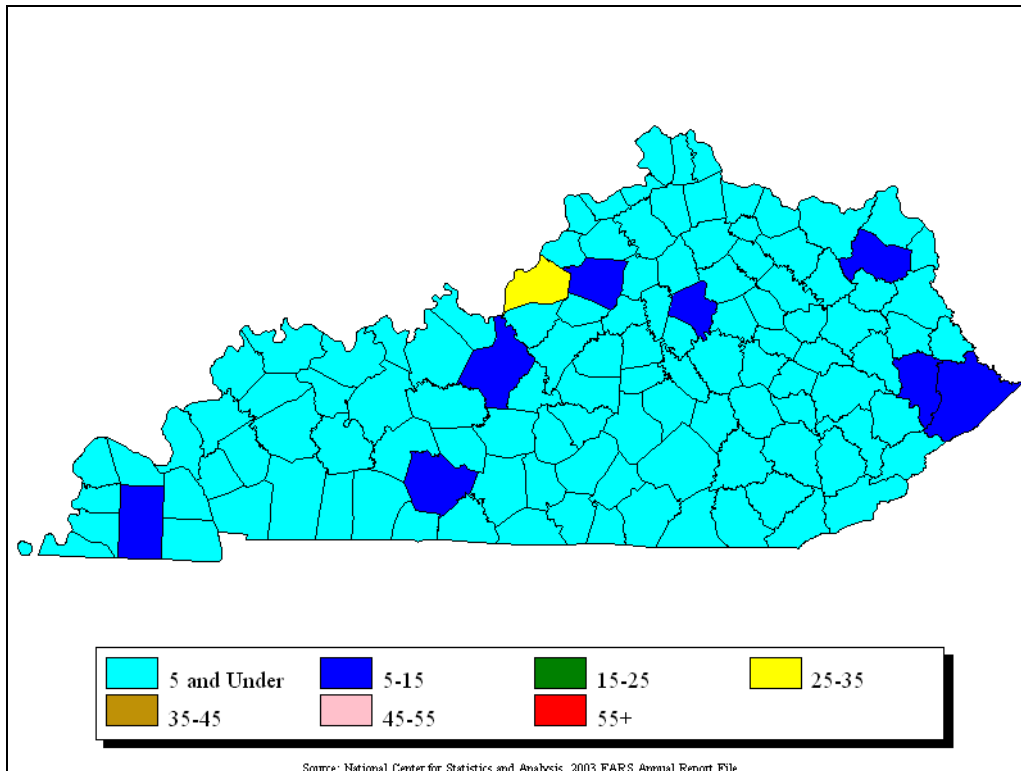 5 and Under 5-15 15-25 25-35
35-45 45-55 55+
Source: National Center for Statistics and Analysis, 2003 FARS Annual Report File